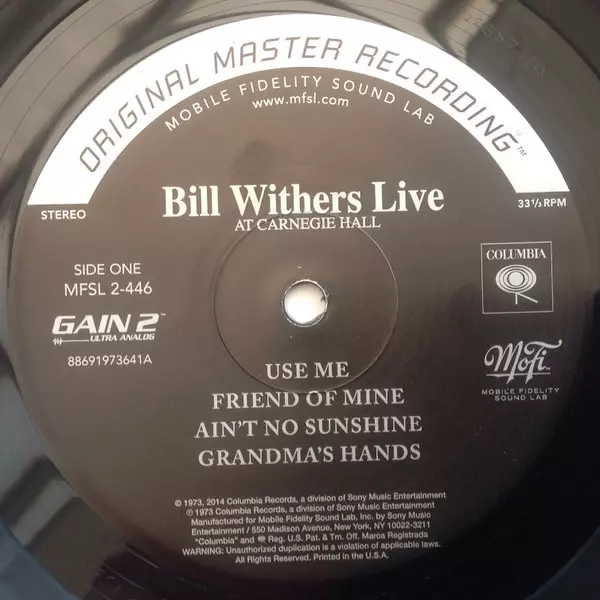 ORIGINAL MASTER RECORDING™
MOBILE FIDELITY SOUND LAB
www.mfsl.com
Bill Withers Live
AT CARNEGIE HALL
STEREO
33 1/3 RPM
SIDE ONE
MFSL 2-446
COLUMBIA
GAIN 2™
ULTRA ANALOG
88691973641A
MoFi
MOBILE FIDELITY
SOUND LAB
USE ME
FRIEND OF MINE
AIN'T NO SUNSHINE
GRANDMA'S HANDS
© 1973, 2014 Columbia Records, a division of Sony Music Entertainment
℗ 1973 Columbia Records, a division of Sony Music Entertainment
Manufactured for Mobile Fidelity Sound Lab, Inc. by Sony Music
Entertainment / 550 Madison Avenue, New York, NY 10022-3211
"Columbia" and Reg. U.S. Pat. & Tm. Off. Marca Registrada
WARNING: Unauthorized duplication is a violation of applicable laws.
All Rights Reserved. Printed in the U.S.A.